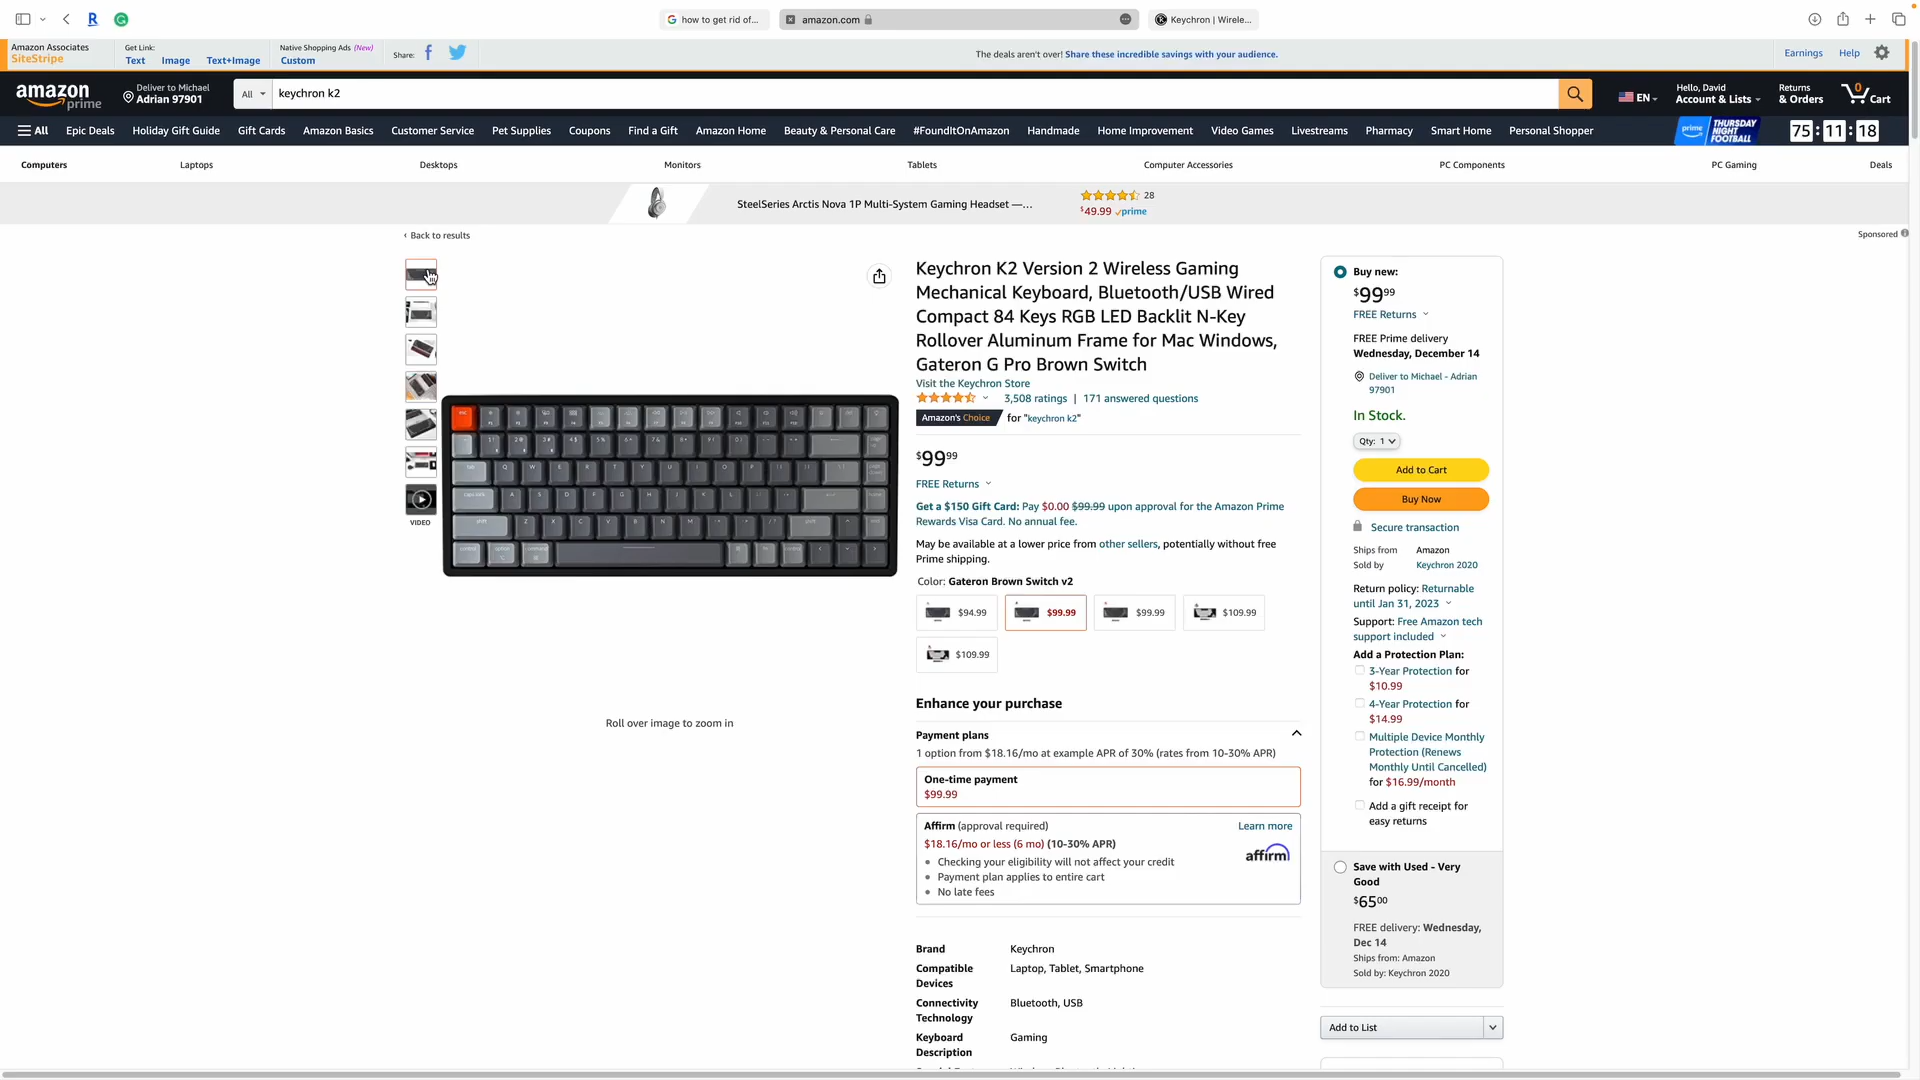 how to get rid of...
amazon.com
Keychron | Wirele...
Amazon Associates
SiteStripe
Get Link:
Text Image Text+Image
Native Shopping Ads (New)
Custom
Share:
The deals aren't over! Share these incredible savings with your audience.
Earnings Help
amazon
prime
Deliver to Michael
Adrian 97901
All
keychron k2
EN
Hello, David
Account & Lists
Returns
& Orders
0
Cart
All Epic Deals Holiday Gift Guide Gift Cards Amazon Basics Customer Service Pet Supplies Coupons Find a Gift Amazon Home Beauty & Personal Care #FoundItOnAmazon Handmade Home Improvement Video Games Livestreams Pharmacy Smart Home Personal Shopper
prime
THURSDAY
NIGHT
FOOTBALL
75:11:18
Computers Laptops Desktops Monitors Tablets Computer Accessories PC Components PC Gaming Deals
SteelSeries Arctis Nova 1P Multi-System Gaming Headset —...
28
$49.99 prime
‹ Back to results
Sponsored
VIDEO
Roll over image to zoom in
Keychron K2 Version 2 Wireless Gaming
Mechanical Keyboard, Bluetooth/USB Wired
Compact 84 Keys RGB LED Backlit N-Key
Rollover Aluminum Frame for Mac Windows,
Gateron G Pro Brown Switch
Visit the Keychron Store
3,508 ratings | 171 answered questions
Amazon's Choice for "keychron k2"
$99 99
FREE Returns
Get a $150 Gift Card: Pay $0.00 $99.99 upon approval for the Amazon Prime
Rewards Visa Card. No annual fee.
May be available at a lower price from other sellers, potentially without free
Prime shipping.
Color: Gateron Brown Switch v2
$94.99 $99.99 $99.99 $109.99
$109.99
Enhance your purchase
Payment plans
1 option from $18.16/mo at example APR of 30% (rates from 10-30% APR)
One-time payment
$99.99
Affirm (approval required)
Learn more
$18.16/mo or less (6 mo) (10-30% APR)
affirm
• Checking your eligibility will not affect your credit
• Payment plan applies to entire cart
• No late fees
Brand Keychron
Compatible Laptop, Tablet, Smartphone
Devices
Connectivity Bluetooth, USB
Technology
Keyboard Gaming
Description
Buy new:
$99 99
FREE Returns
FREE Prime delivery
Wednesday, December 14
Deliver to Michael - Adrian
97901
In Stock.
Qty: 1
Add to Cart
Buy Now
Secure transaction
Ships from Amazon
Sold by Keychron 2020
Return policy: Returnable
until Jan 31, 2023
Support: Free Amazon tech
support included
Add a Protection Plan:
3-Year Protection for
$10.99
4-Year Protection for
$14.99
Multiple Device Monthly
Protection (Renews
Monthly Until Cancelled)
for $16.99/month
Add a gift receipt for
easy returns
Save with Used - Very
Good
$65 00
FREE delivery: Wednesday,
Dec 14
Ships from: Amazon
Sold by: Keychron 2020
Add to List